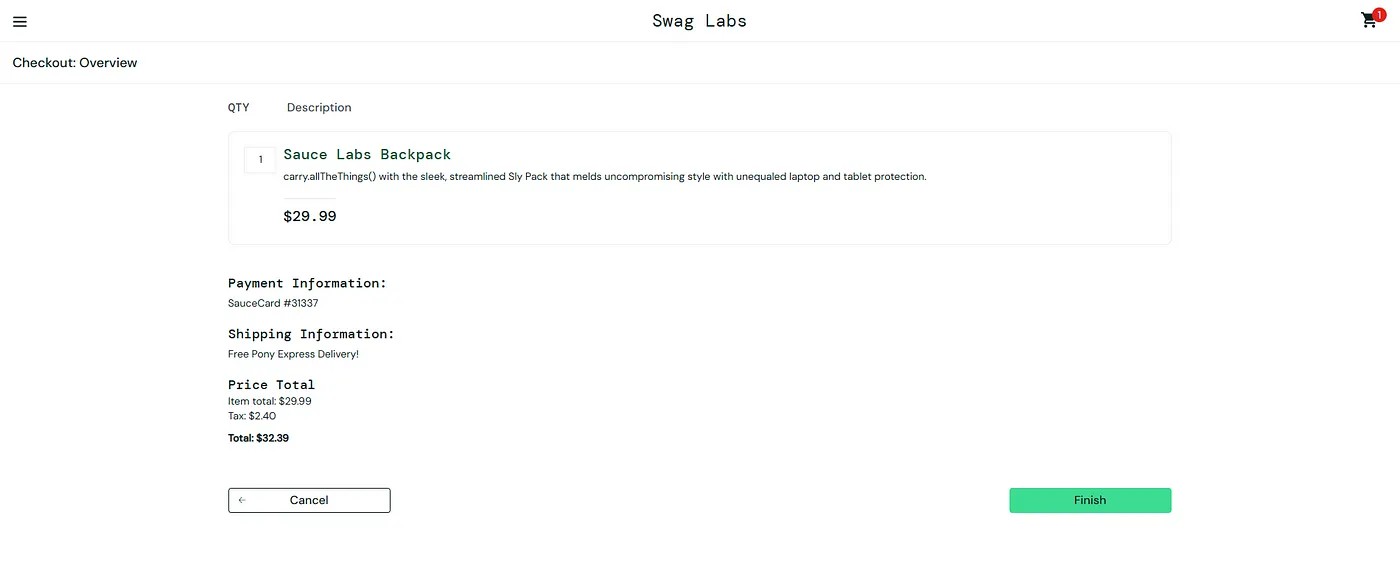 Swag Labs
1
Checkout: Overview
QTY Description
1
Sauce Labs Backpack
carry.allTheThings() with the sleek, streamlined Sly Pack that melds uncompromising style with unequaled laptop and tablet protection.
$29.99
Payment Information:
SauceCard #31337
Shipping Information:
Free Pony Express Delivery!
Price Total
Item total: $29.99
Tax: $2.40
Total: $32.39
Cancel
Finish